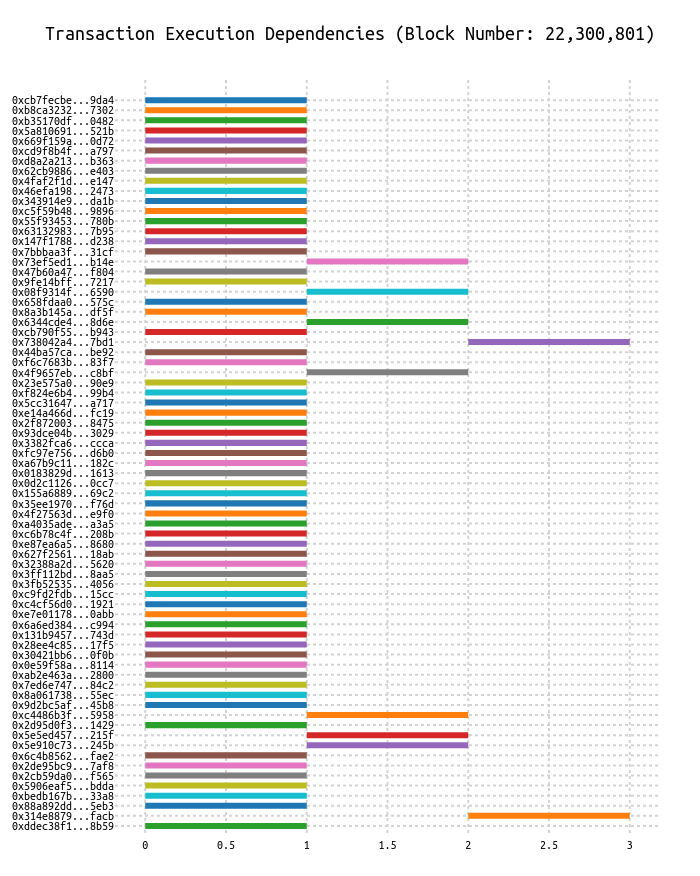 Transaction Execution Dependencies (Block Number: 22,300,801)
0xcb7fecbe...9da4
0xb8ca3232...7302
0xb35170df...0482
0x5a810691...521b
0x669f159a...0d72
0xcd9f8b4f...a797
0xd8a2a213...b363
0x62cb9886...e403
0x4faf2f1d...e147
0x46efa198...2473
0x343914e9...da1b
0xc5f59b48...9896
0x55f93453...780b
0x63132983...7b95
0x147f1788...d238
0x7bbbaa3f...31cf
0x73ef5ed1...b14e
0x47b60a47...f804
0x9fe14bff...7217
0x08f9314f...6590
0x658fdaa0...575c
0x8a3b145a...df5f
0x6344cde4...8d6e
0xcb790f55...b943
0x738042a4...7bd1
0x44ba57ca...be92
0xf6c7683b...83f7
0x4f9657eb...c8bf
0x23e575a0...90e9
0xf824e6b4...99b4
0x5cc31647...a717
0xe14a466d...fc19
0x2f872003...8475
0x93dce04b...3029
0x3382fca6...ccca
0xfc97e756...d6b0
0xa67b9c11...182c
0x0183829d...1613
0x0d2c1126...0cc7
0x155a6889...69c2
0x35ee1970...f76d
0x4f27563d...e9f0
0xa4035ade...a3a5
0xc6b78c4f...208b
0xe87ea6a5...8680
0x627f2561...18ab
0x32388a2d...5620
0x3ff112bd...8aa5
0x3fb52535...4056
0xc9fd2fdb...15cc
0xc4cf56d0...1921
0xe7e01178...0abb
0x6a6ed384...c994
0x131b9457...743d
0x28ee4c85...17f5
0x30421bb6...0f0b
0x0e59f58a...8114
0xab2e463a...2800
0x7ed6e747...84c2
0x8a061738...55ec
0x9d2bc5af...45b8
0xc4486b3f...5958
0x2d95d0f3...1429
0x5e5ed457...215f
0x5e910c73...245b
0x6c4b8562...fae2
0x2de95bc9...7af8
0x2cb59da0...f565
0x5906eaf5...bdda
0xbedb167b...33a8
0x88a892dd...5eb3
0x314e8879...facb
0xddec38f1...8b59
0 0.5 1 1.5 2 2.5 3